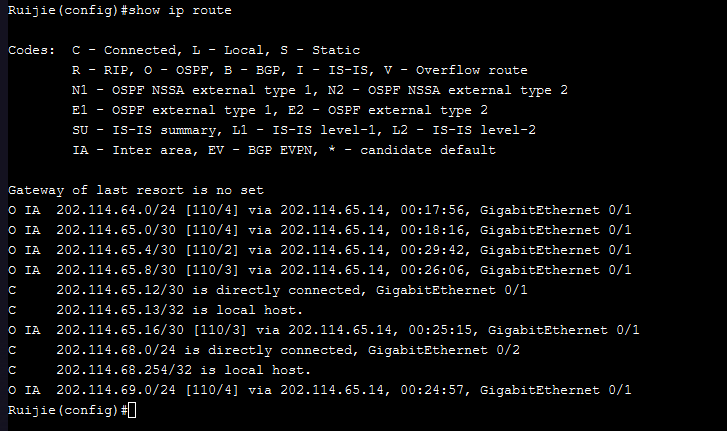 Ruijie(config)#show ip route

Codes:  C - Connected, L - Local, S - Static
        R - RIP, O - OSPF, B - BGP, I - IS-IS, V - Overflow route
        N1 - OSPF NSSA external type 1, N2 - OSPF NSSA external type 2
        E1 - OSPF external type 1, E2 - OSPF external type 2
        SU - IS-IS summary, L1 - IS-IS level-1, L2 - IS-IS level-2
        IA - Inter area, EV - BGP EVPN, * - candidate default

Gateway of last resort is no set
O IA  202.114.64.0/24 [110/4] via 202.114.65.14, 00:17:56, GigabitEthernet 0/1
O IA  202.114.65.0/30 [110/4] via 202.114.65.14, 00:18:16, GigabitEthernet 0/1
O IA  202.114.65.4/30 [110/2] via 202.114.65.14, 00:29:42, GigabitEthernet 0/1
O IA  202.114.65.8/30 [110/3] via 202.114.65.14, 00:26:06, GigabitEthernet 0/1
C     202.114.65.12/30 is directly connected, GigabitEthernet 0/1
C     202.114.65.13/32 is local host.
O IA  202.114.65.16/30 [110/3] via 202.114.65.14, 00:25:15, GigabitEthernet 0/1
C     202.114.68.0/24 is directly connected, GigabitEthernet 0/2
C     202.114.68.254/32 is local host.
O IA  202.114.69.0/24 [110/4] via 202.114.65.14, 00:24:57, GigabitEthernet 0/1
Ruijie(config)#